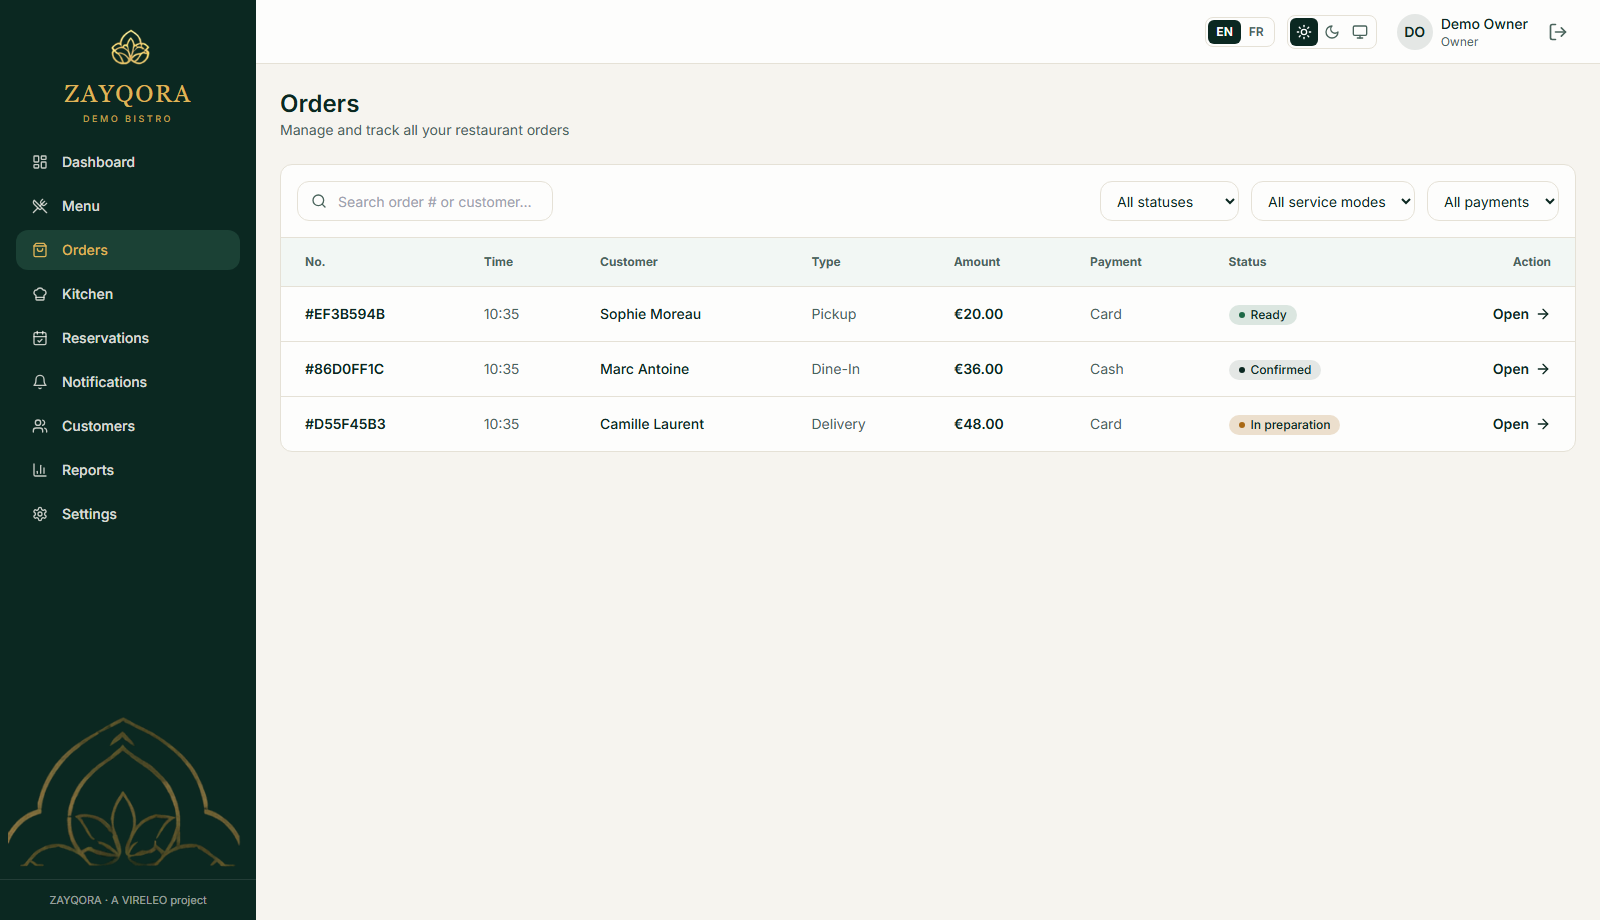 ZAYQORA
DEMO BISTRO
Dashboard
Menu
Orders
Kitchen
Reservations
Notifications
Customers
Reports
Settings
ZAYQORA · A VIRELEO project
EN FR
DO Demo Owner
Owner
Orders
Manage and track all your restaurant orders
Search order # or customer... All statuses All service modes All payments
No. Time Customer Type Amount Payment Status Action
#EF3B594B 10:35 Sophie Moreau Pickup €20.00 Card Ready Open →
#86D0FF1C 10:35 Marc Antoine Dine-In €36.00 Cash Confirmed Open →
#D55F45B3 10:35 Camille Laurent Delivery €48.00 Card In preparation Open →